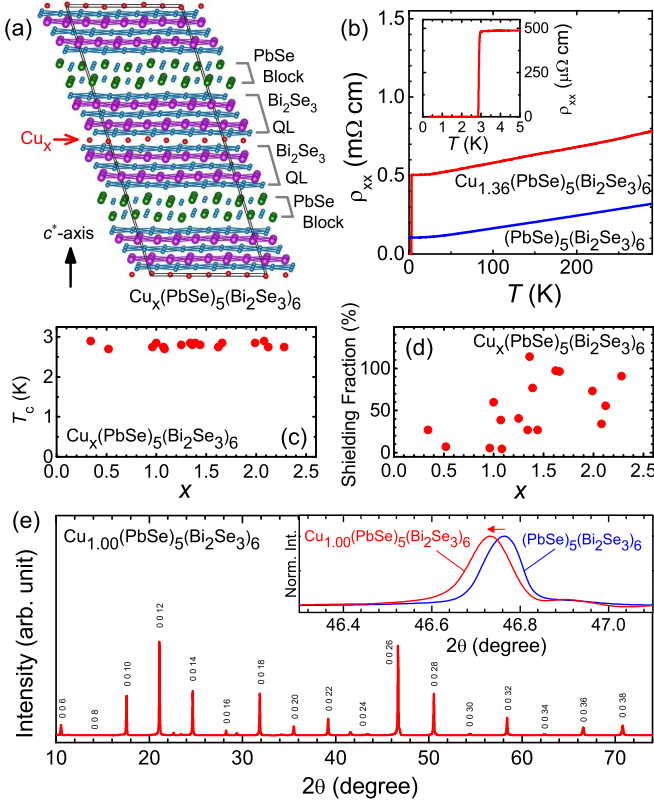 (a)
PbSe
Block
Bi2Se3
QL
Cux
Bi2Se3
QL
PbSe
Block
c*-axis
Cux(PbSe)5(Bi2Se3)6
(b)
1.5
1.0
0.5
0.0
ρxx (mΩ cm)
0
100
200
T (K)
500
250
0
ρxx (μΩ cm)
0 1 2 3 4 5
T (K)
Cu1.36(PbSe)5(Bi2Se3)6
(PbSe)5(Bi2Se3)6
3
2
1
0
Tc (K)
Cux(PbSe)5(Bi2Se3)6
(c)
0.0 0.5 1.0 1.5 2.0 2.5
x
(d)
Cux(PbSe)5(Bi2Se3)6
100
50
0
Shielding Fraction (%)
0.0 0.5 1.0 1.5 2.0 2.5
x
(e)
Cu1.00(PbSe)5(Bi2Se3)6
Intensity (arb. unit)
0 0 6
0 0 8
0 0 10
0 0 12
0 0 14
0 0 16
0 0 18
0 0 20
0 0 22
0 0 24
0 0 26
0 0 28
0 0 30
0 0 32
0 0 34
0 0 36
0 0 38
10 20 30 40 50 60 70
2θ (degree)
Norm. Int.
Cu1.00(PbSe)5(Bi2Se3)6
(PbSe)5(Bi2Se3)6
46.4 46.6 46.8 47.0
2θ (degree)